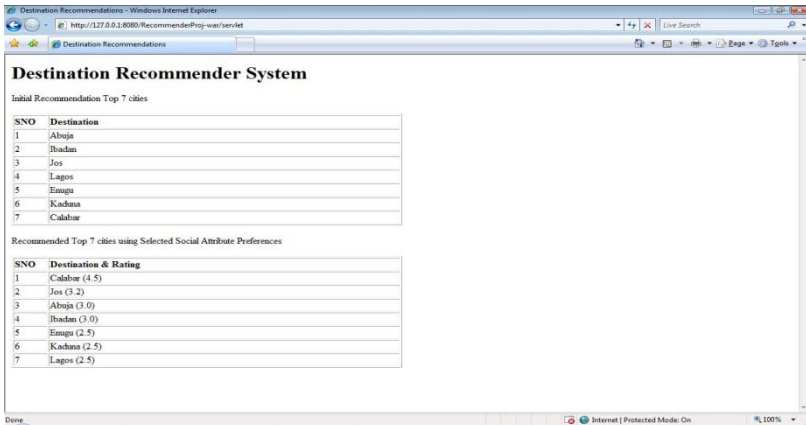 Destination Recommendations - Windows Internet Explorer
http://127.0.0.1:8080/RecommenderProj-war/servlet
Live Search
Destination Recommendations
Page
Tools
Destination Recommender System
Initial Recommendation Top 7 cities
SNO Destination
1 Abuja
2 Ibadan
3 Jos
4 Lagos
5 Enugu
6 Kaduna
7 Calabar
Recommended Top 7 cities using Selected Social Attribute Preferences
SNO Destination & Rating
1 Calabar (4.5)
2 Jos (3.2)
3 Abuja (3.0)
4 Ibadan (3.0)
5 Enugu (2.5)
6 Kaduna (2.5)
7 Lagos (2.5)
Done
Internet | Protected Mode: On
100%